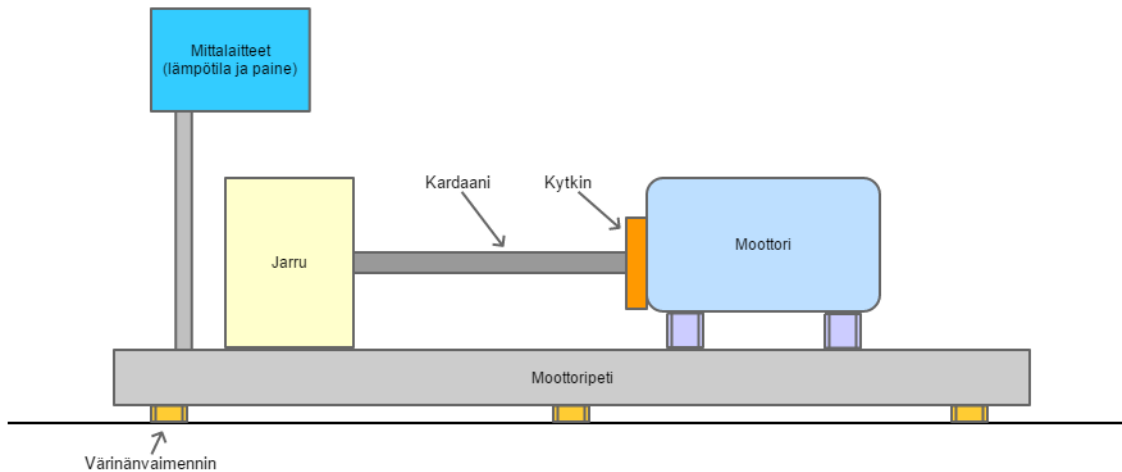 Mittalaitteet
(lämpötila ja paine)
Kardaani
Kytkin
Jarru
Moottori
Moottoripeti
Värinänvaimennin